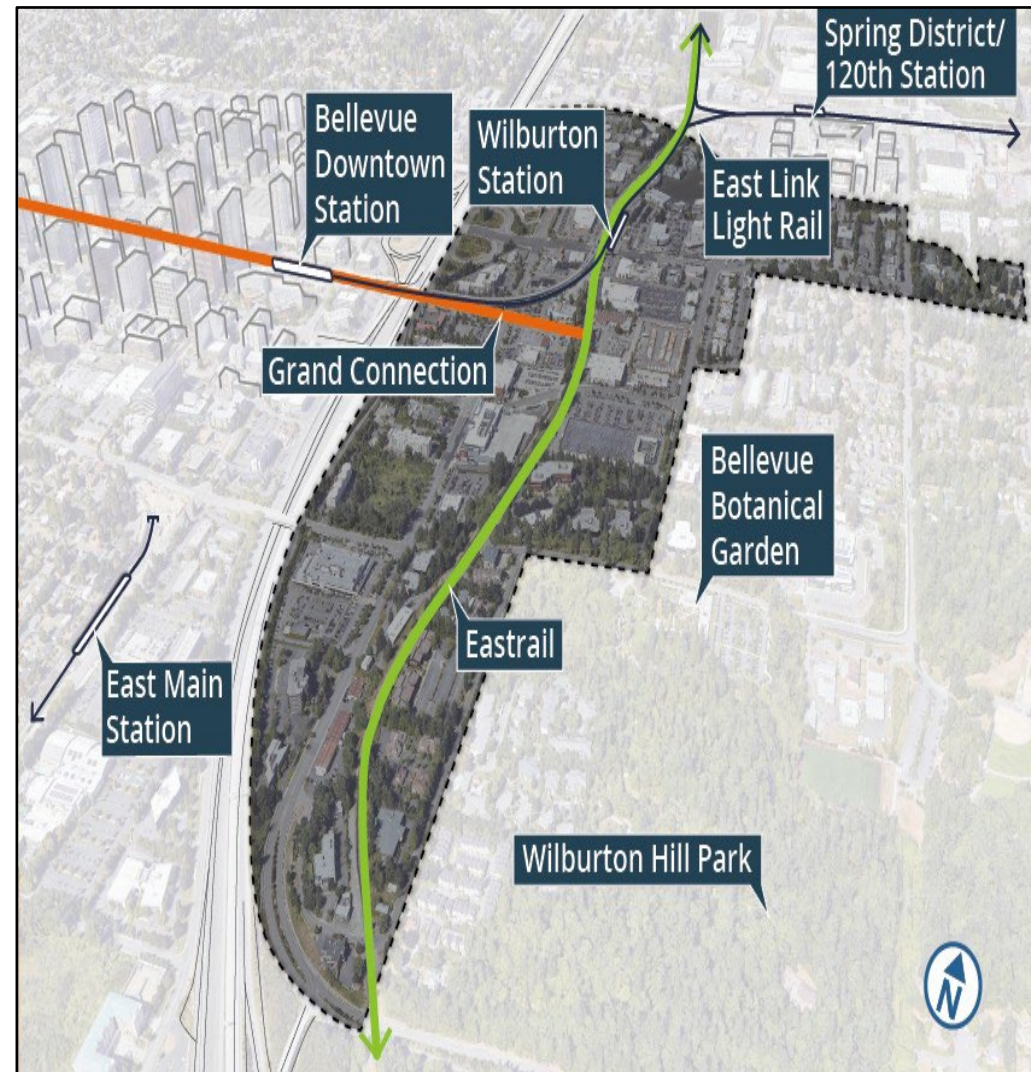 Spring District/
120th Station
Bellevue
Downtown
Station
Wilburton
Station
East Link
Light Rail
Grand Connection
Bellevue
Botanical
Garden
Eastrail
East Main
Station
Wilburton Hill Park
N